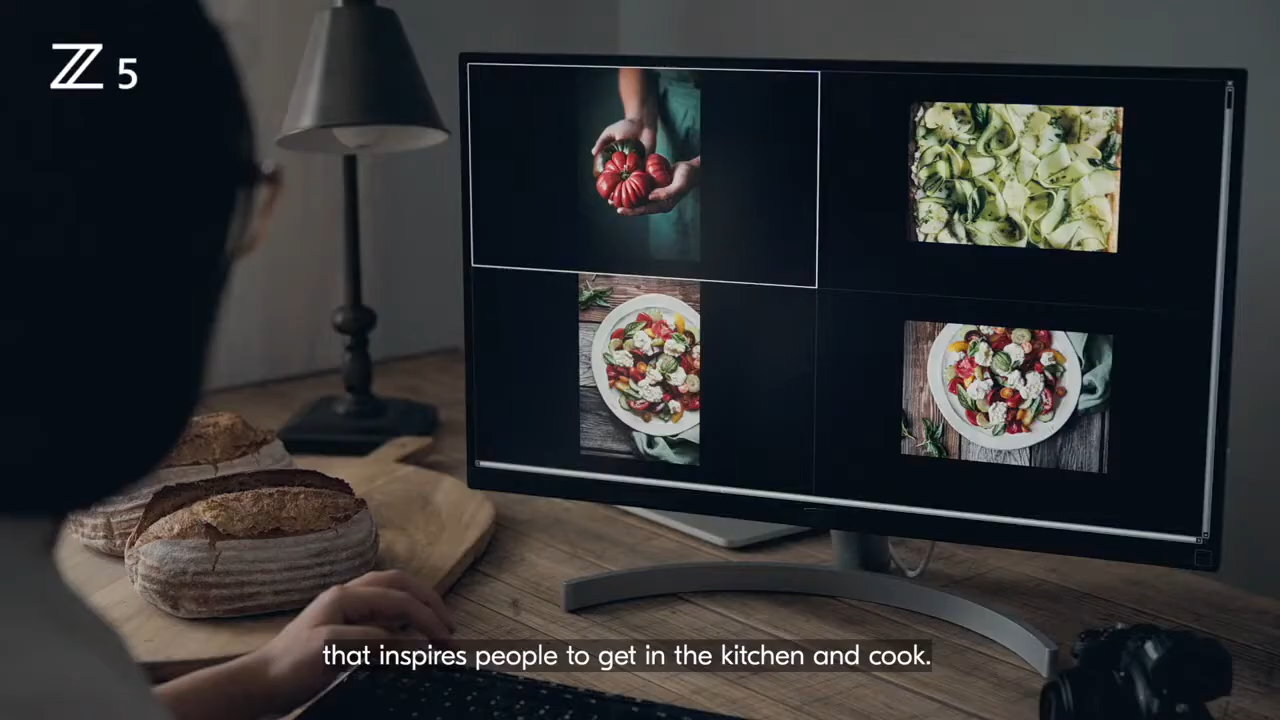 Z 5
that inspires people to get in the kitchen and cook.